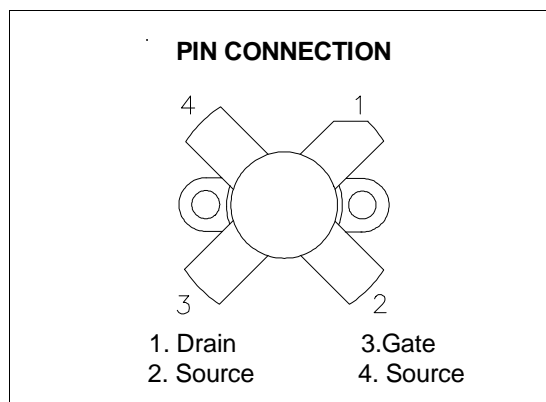 PIN CONNECTION
4 1
3 2
1. Drain 3.Gate
2. Source 4. Source